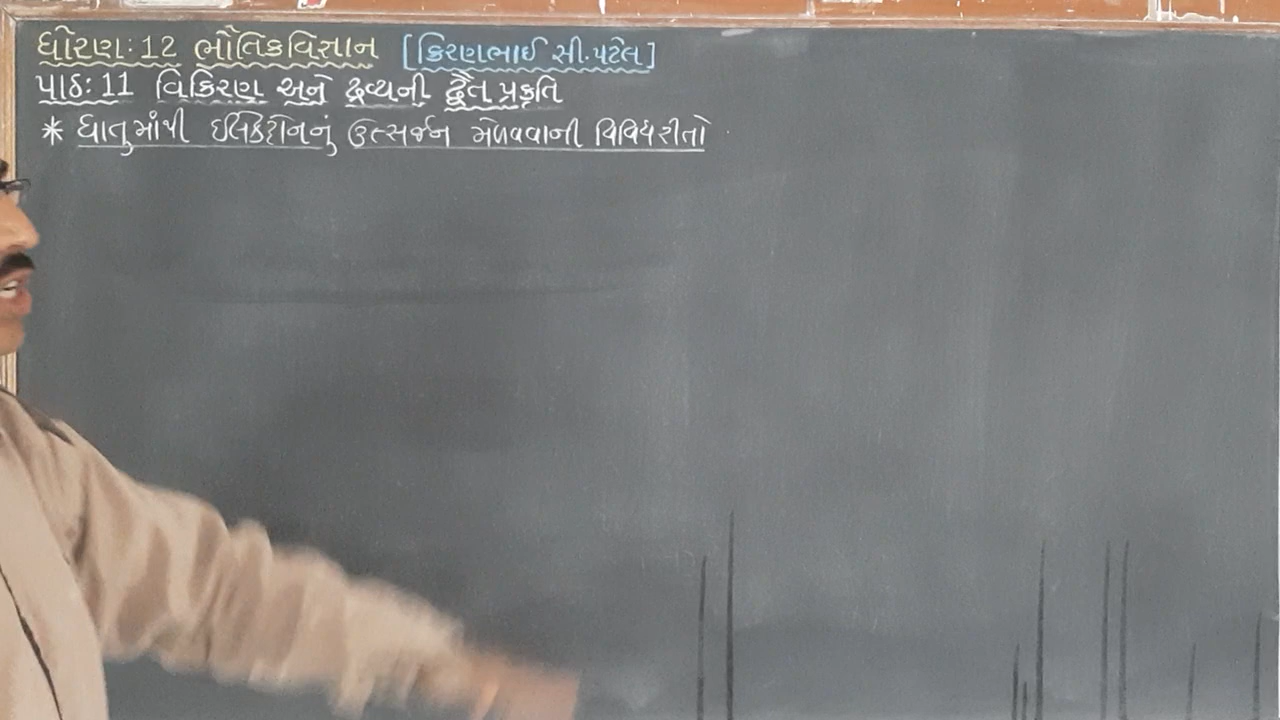 ધોરણ:12 ભૌતિકવિજ્ઞાન [કિરણભાઈ સી.પટેલ]
પાઠ:11 વિકિરણ અને દ્રવ્યની દ્વૈત પ્રકૃતિ
* ધાતુમાંથી ઈલેક્ટ્રોનનું ઉત્સર્જન મેળવવાની વિવિધ રીતો